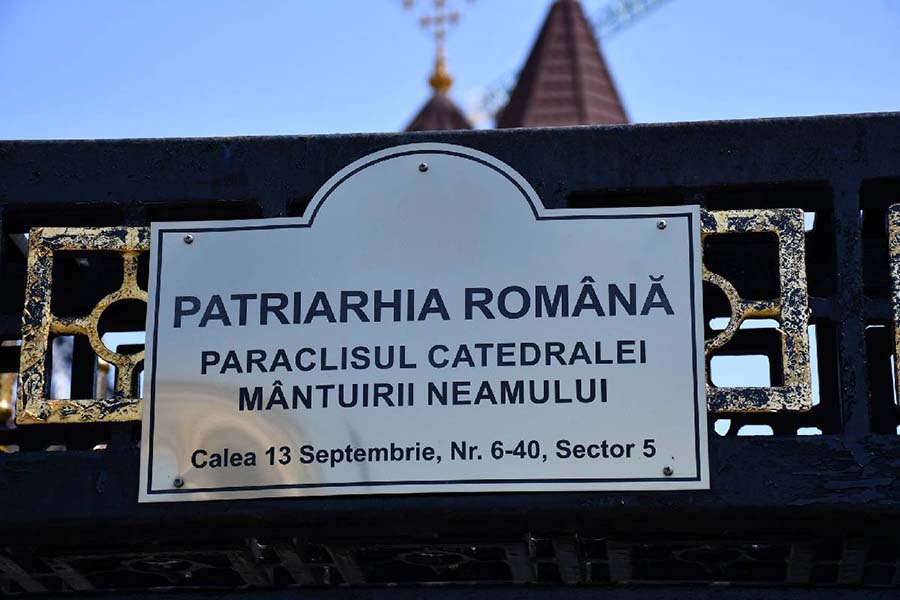 PATRIARHIA ROMÂNĂ
PARACLISUL CATEDRALEI
MÂNTUIRII NEAMULUI
Calea 13 Septembrie, Nr. 6-40, Sector 5